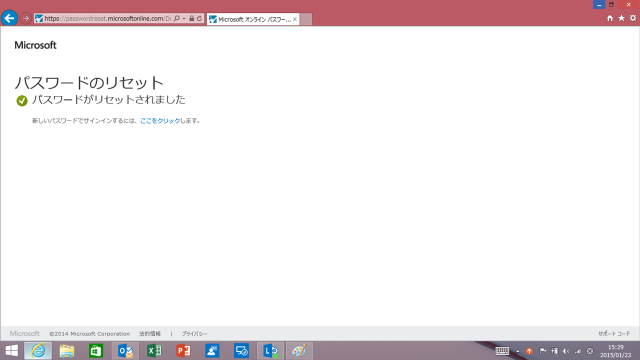 https://passwordreset.microsoftonline.com/De
Microsoft オンライン パスワー...
Microsoft
パスワードのリセット
パスワードがリセットされました
新しいパスワードでサインインするには、ここをクリックします。
Microsoft ©2014 Microsoft Corporation 法的情報 | プライバシー サポート コード
15:29
2015/01/23